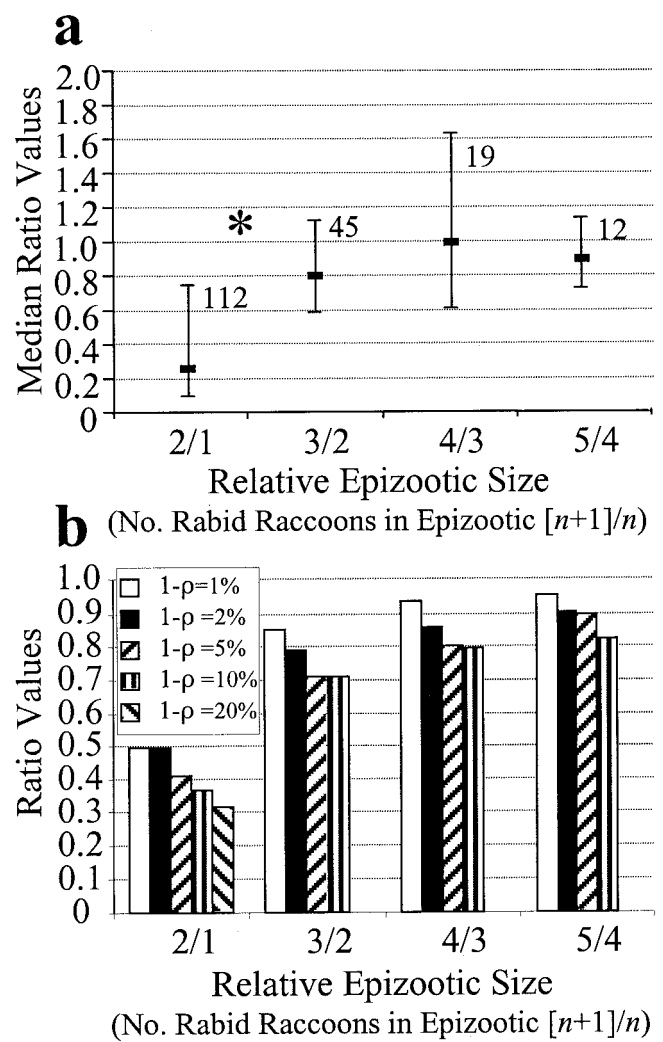 a
Median Ratio Values
2.0
1.8
1.6
1.4
1.2
1.0
0.8
0.6
0.4
0.2
0
112
*
45
19
12
2/1 3/2 4/3 5/4
Relative Epizootic Size
(No. Rabid Raccoons in Epizootic [n+1]/n)
b
Ratio Values
1.0
0.9
0.8
0.7
0.6
0.5
0.4
0.3
0.2
0.1
0
1-ρ=1%
1-ρ =2%
1-ρ =5%
1-ρ =10%
1-ρ =20%
2/1 3/2 4/3 5/4
Relative Epizootic Size
(No. Rabid Raccoons in Epizootic [n+1]/n)